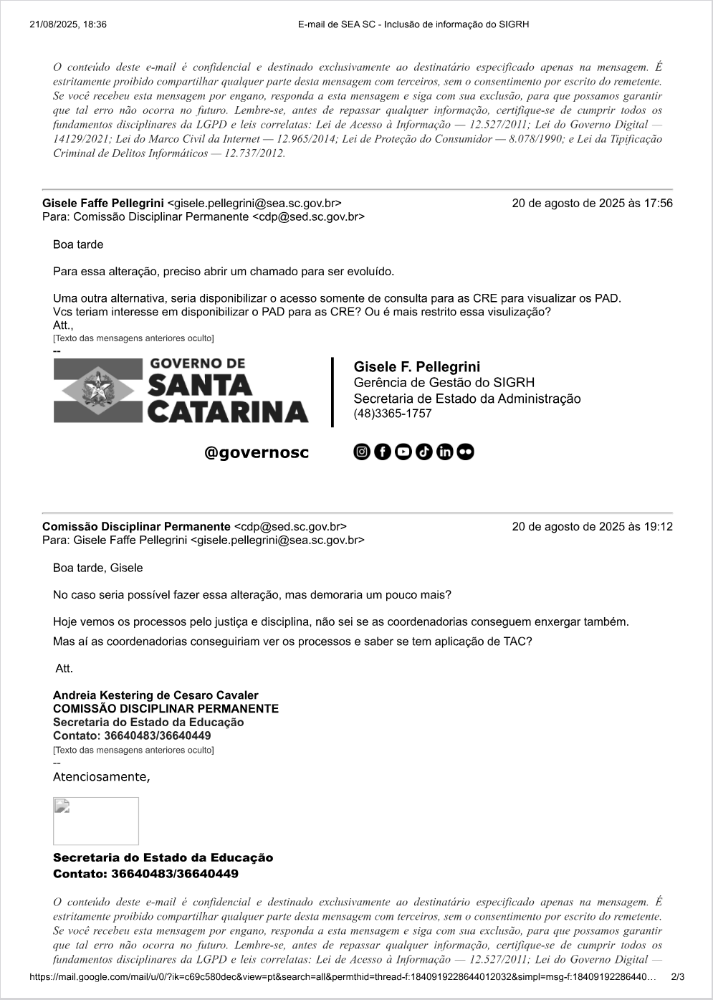 21/08/2025, 18:36 E-mail de SEA SC - Inclusão de informação do SIGRH
O conteúdo deste e-mail é confidencial e destinado exclusivamente ao destinatário especificado apenas na mensagem. É
estritamente proibido compartilhar qualquer parte desta mensagem com terceiros, sem o consentimento por escrito do remetente.
Se você recebeu esta mensagem por engano, responda a esta mensagem e siga com sua exclusão, para que possamos garantir
que tal erro não ocorra no futuro. Lembre-se, antes de repassar qualquer informação, certifique-se de cumprir todos os
fundamentos disciplinares da LGPD e leis correlatas: Lei de Acesso à Informação — 12.527/2011; Lei do Governo Digital —
14129/2021; Lei do Marco Civil da Internet — 12.965/2014; Lei de Proteção do Consumidor — 8.078/1990; e Lei da Tipificação
Criminal de Delitos Informáticos — 12.737/2012.
Gisele Faffe Pellegrini <gisele.pellegrini@sea.sc.gov.br> 20 de agosto de 2025 às 17:56
Para: Comissão Disciplinar Permanente <cdp@sed.sc.gov.br>
Boa tarde
Para essa alteração, preciso abrir um chamado para ser evoluído.
Uma outra alternativa, seria disponibilizar o acesso somente de consulta para as CRE para visualizar os PAD.
Vcs teriam interesse em disponibilizar o PAD para as CRE? Ou é mais restrito essa visulização?
Att.,
[Texto das mensagens anteriores oculto]
--
GOVERNO DE
SANTA
CATARINA
@governosc
Gisele F. Pellegrini
Gerência de Gestão do SIGRH
Secretaria de Estado da Administração
(48)3365-1757
Comissão Disciplinar Permanente <cdp@sed.sc.gov.br> 20 de agosto de 2025 às 19:12
Para: Gisele Faffe Pellegrini <gisele.pellegrini@sea.sc.gov.br>
Boa tarde, Gisele
No caso seria possível fazer essa alteração, mas demoraria um pouco mais?
Hoje vemos os processos pelo justiça e disciplina, não sei se as coordenadorias conseguem enxergar também.
Mas aí as coordenadorias conseguiriam ver os processos e saber se tem aplicação de TAC?
Att.
Andreia Kestering de Cesaro Cavaler
COMISSÃO DISCIPLINAR PERMANENTE
Secretaria do Estado da Educação
Contato: 36640483/36640449
[Texto das mensagens anteriores oculto]
--
Atenciosamente,
Secretaria do Estado da Educação
Contato: 36640483/36640449
O conteúdo deste e-mail é confidencial e destinado exclusivamente ao destinatário especificado apenas na mensagem. É
estritamente proibido compartilhar qualquer parte desta mensagem com terceiros, sem o consentimento por escrito do remetente.
Se você recebeu esta mensagem por engano, responda a esta mensagem e siga com sua exclusão, para que possamos garantir
que tal erro não ocorra no futuro. Lembre-se, antes de repassar qualquer informação, certifique-se de cumprir todos os
fundamentos disciplinares da LGPD e leis correlatas: Lei de Acesso à Informação — 12.527/2011; Lei do Governo Digital —
https://mail.google.com/mail/u/0/?ik=c69c580dec&view=pt&search=all&permthid=thread-f:1840919228644012032&simpl=msg-f:18409192286440… 2/3